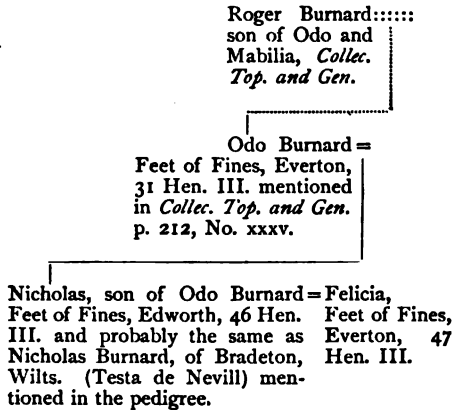 Roger Burnard::::::
son of Odo and
Mabilia, Collec.
Top. and Gen.
Odo Burnard=
Feet of Fines, Everton,
31 Hen. III. mentioned
in Collec. Top. and Gen.
p. 212, No. xxxv.
Nicholas, son of Odo Burnard=Felicia,
Feet of Fines, Edworth, 46 Hen. Feet of Fines,
III. and probably the same as Everton, 47
Nicholas Burnard, of Bradeton, Hen. III.
Wilts. (Testa de Nevill) men-
tioned in the pedigree.